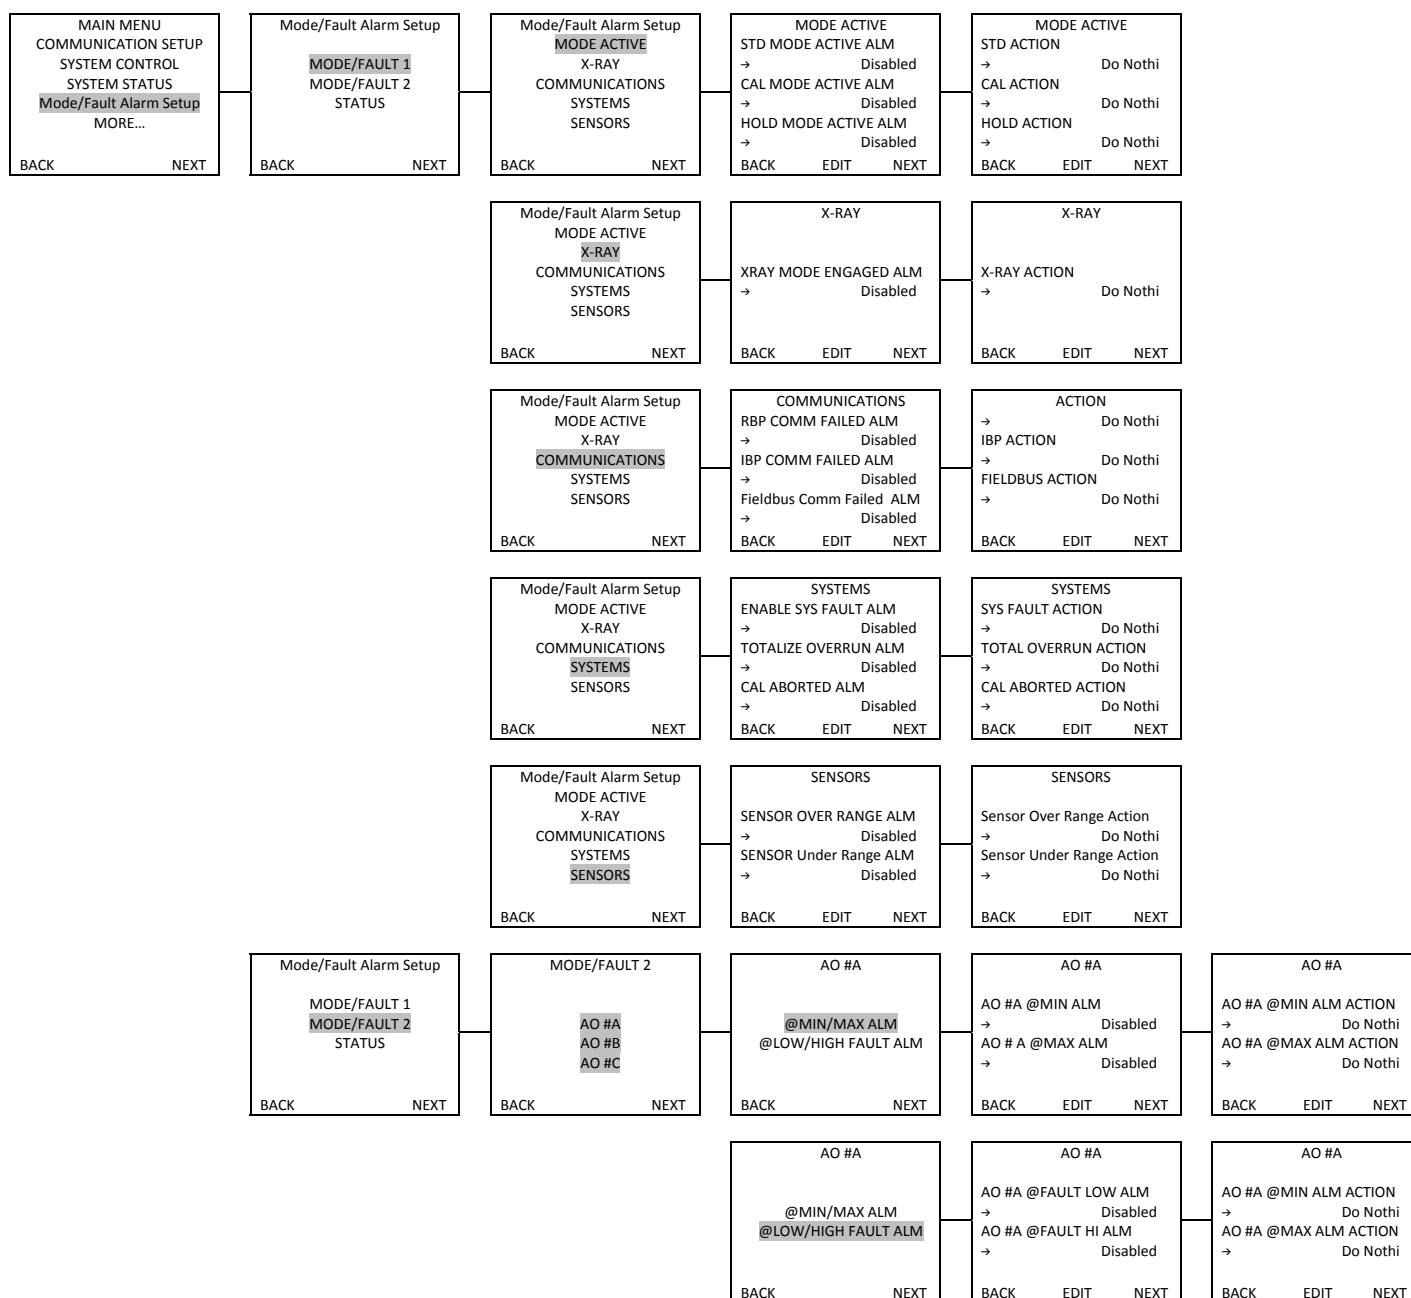 MAIN MENU
COMMUNICATION SETUP
SYSTEM CONTROL
SYSTEM STATUS
Mode/Fault Alarm Setup
MORE...
BACK NEXT
Mode/Fault Alarm Setup
MODE/FAULT 1
MODE/FAULT 2
STATUS
BACK NEXT
Mode/Fault Alarm Setup
MODE ACTIVE
X-RAY
COMMUNICATIONS
SYSTEMS
SENSORS
BACK NEXT
MODE ACTIVE
STD MODE ACTIVE ALM
→ Disabled
CAL MODE ACTIVE ALM
→ Disabled
HOLD MODE ACTIVE ALM
→ Disabled
BACK EDIT NEXT
MODE ACTIVE
STD ACTION
→ Do Nothi
CAL ACTION
→ Do Nothi
HOLD ACTION
→ Do Nothi
BACK EDIT NEXT
Mode/Fault Alarm Setup
MODE ACTIVE
X-RAY
COMMUNICATIONS
SYSTEMS
SENSORS
BACK NEXT
X-RAY
XRAY MODE ENGAGED ALM
→ Disabled
BACK EDIT NEXT
X-RAY
X-RAY ACTION
→ Do Nothi
BACK EDIT NEXT
Mode/Fault Alarm Setup
MODE ACTIVE
X-RAY
COMMUNICATIONS
SYSTEMS
SENSORS
BACK NEXT
COMMUNICATIONS
RBP COMM FAILED ALM
→ Disabled
IBP COMM FAILED ALM
→ Disabled
Fieldbus Comm Failed ALM
→ Disabled
BACK EDIT NEXT
ACTION
→ Do Nothi
IBP ACTION
→ Do Nothi
FIELDBUS ACTION
→ Do Nothi
BACK EDIT NEXT
Mode/Fault Alarm Setup
MODE ACTIVE
X-RAY
COMMUNICATIONS
SYSTEMS
SENSORS
BACK NEXT
SYSTEMS
ENABLE SYS FAULT ALM
→ Disabled
TOTALIZE OVERRUN ALM
→ Disabled
CAL ABORTED ALM
→ Disabled
BACK EDIT NEXT
SYSTEMS
SYS FAULT ACTION
→ Do Nothi
TOTAL OVERRUN ACTION
→ Do Nothi
CAL ABORTED ACTION
→ Do Nothi
BACK EDIT NEXT
Mode/Fault Alarm Setup
MODE ACTIVE
X-RAY
COMMUNICATIONS
SYSTEMS
SENSORS
BACK NEXT
SENSORS
SENSOR OVER RANGE ALM
→ Disabled
SENSOR Under Range ALM
→ Disabled
BACK EDIT NEXT
SENSORS
Sensor Over Range Action
→ Do Nothi
Sensor Under Range Action
→ Do Nothi
BACK EDIT NEXT
Mode/Fault Alarm Setup
MODE/FAULT 1
MODE/FAULT 2
STATUS
BACK NEXT
MODE/FAULT 2
AO #A
AO #B
AO #C
BACK NEXT
AO #A
@MIN/MAX ALM
@LOW/HIGH FAULT ALM
BACK NEXT
AO #A
AO #A @MIN ALM
→ Disabled
AO # A @MAX ALM
→ Disabled
BACK EDIT NEXT
AO #A
AO #A @MIN ALM ACTION
→ Do Nothi
AO #A @MAX ALM ACTION
→ Do Nothi
BACK EDIT NEXT
AO #A
@MIN/MAX ALM
@LOW/HIGH FAULT ALM
BACK NEXT
AO #A
AO #A @FAULT LOW ALM
→ Disabled
AO #A @FAULT HI ALM
→ Disabled
BACK EDIT NEXT
AO #A
AO #A @MIN ALM ACTION
→ Do Nothi
AO #A @MAX ALM ACTION
→ Do Nothi
BACK EDIT NEXT